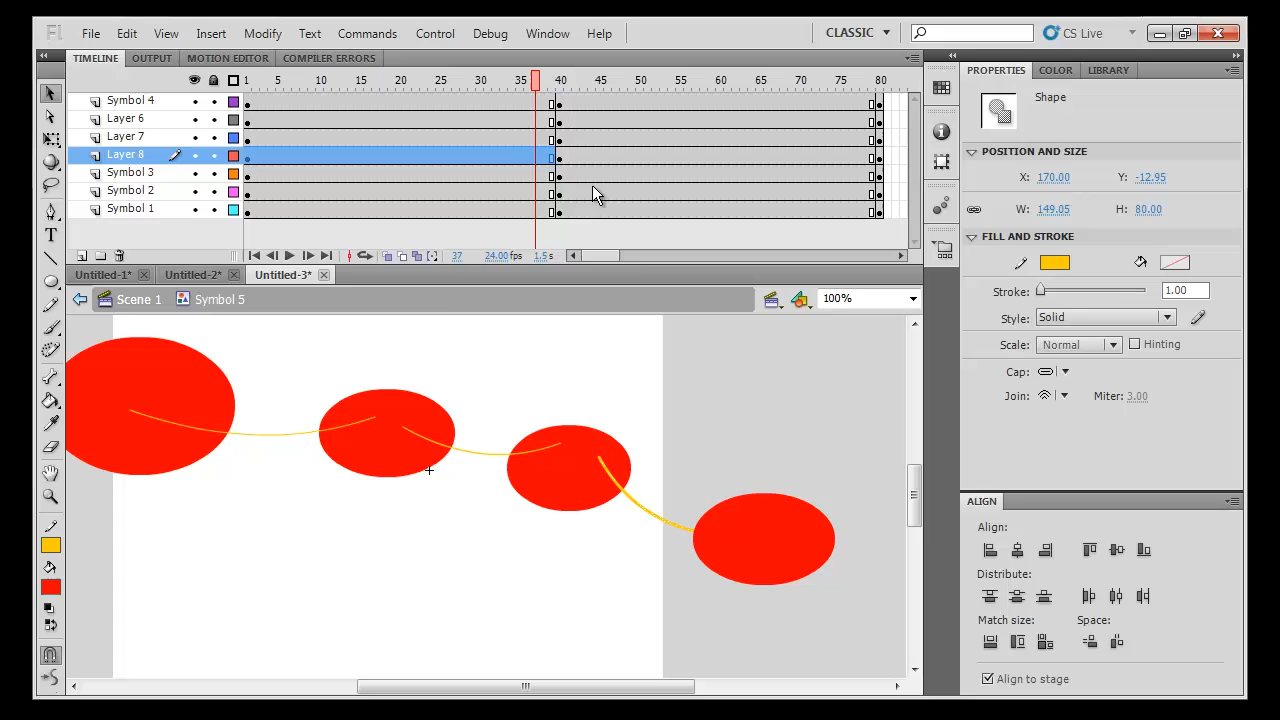 Fl File Edit View Insert Modify Text Commands Control Debug Window Help CLASSIC CS Live
TIMELINE OUTPUT MOTION EDITOR COMPILER ERRORS
1 5 10 15 20 25 30 35 40 45 50 55 60 65 70 75 80
Symbol 4
Layer 6
Layer 7
Layer 8
Symbol 3
Symbol 2
Symbol 1
37 24.00 fps 1.5 s
Untitled-1* Untitled-2* Untitled-3*
Scene 1 Symbol 5 100%
PROPERTIES COLOR LIBRARY
Shape
POSITION AND SIZE
X: 170.00 Y: -12.95
W: 149.05 H: 80.00
FILL AND STROKE
Stroke: 1.00
Style: Solid
Scale: Normal Hinting
Cap:
Join: Miter: 3.00
ALIGN
Align:
Distribute:
Match size: Space:
Align to stage